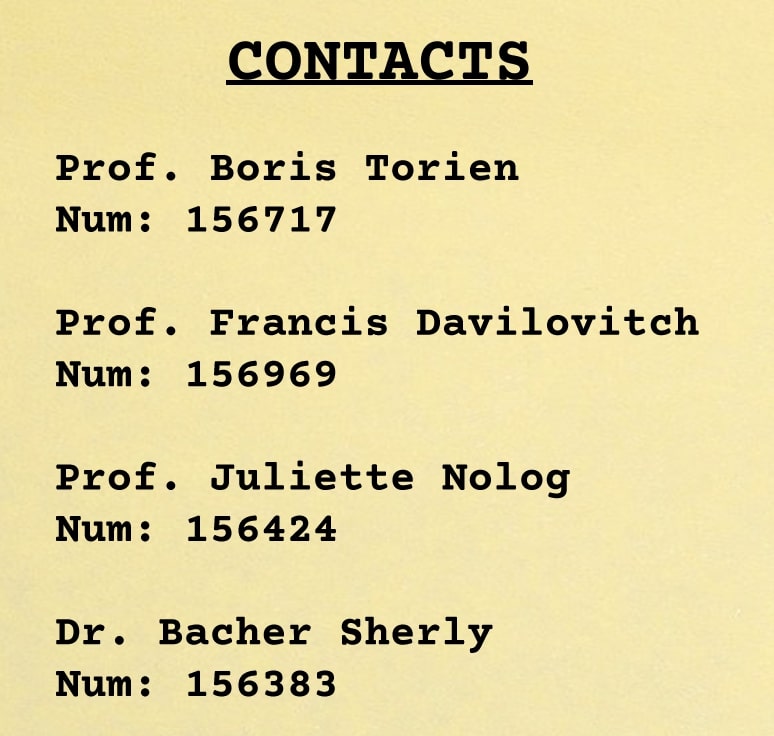 CONTACTS
Prof. Boris Torien
Num: 156717
Prof. Francis Davilovitch
Num: 156969
Prof. Juliette Nolog
Num: 156424
Dr. Bacher Sherly
Num: 156383